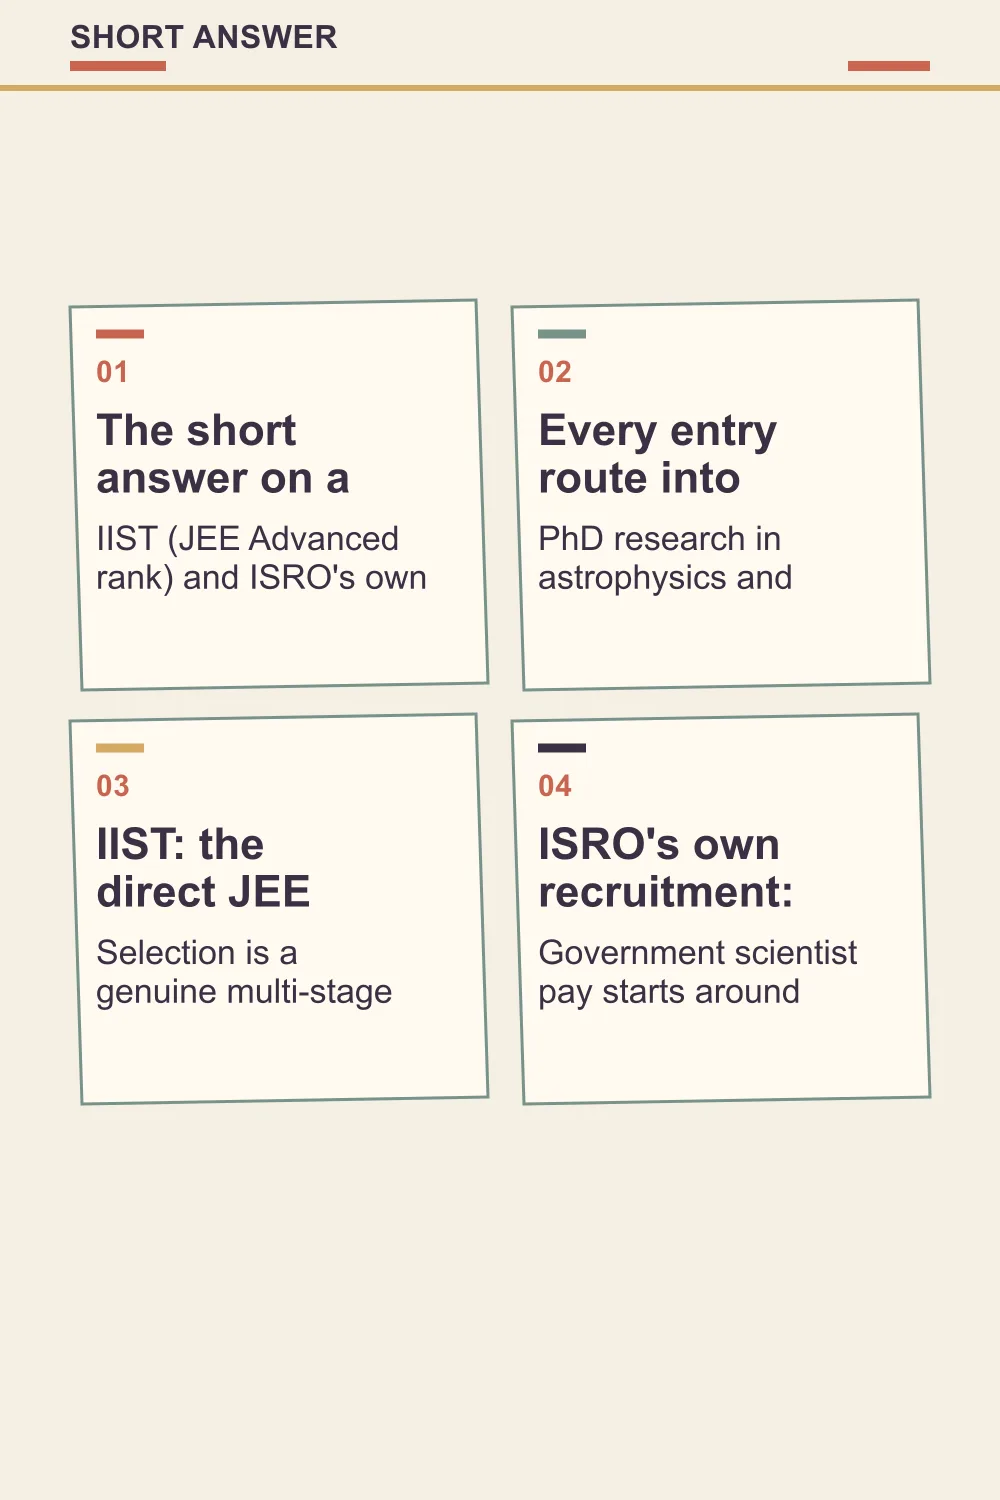 SHORT ANSWER
01
The short
answer on a
IIST (JEE Advanced
rank) and ISRO's own
02
Every entry
route into
PhD research in
astrophysics and
03
IIST: the
direct JEE
Selection is a
genuine multi-stage
04
ISRO's own
recruitment:
Government scientist
pay starts around